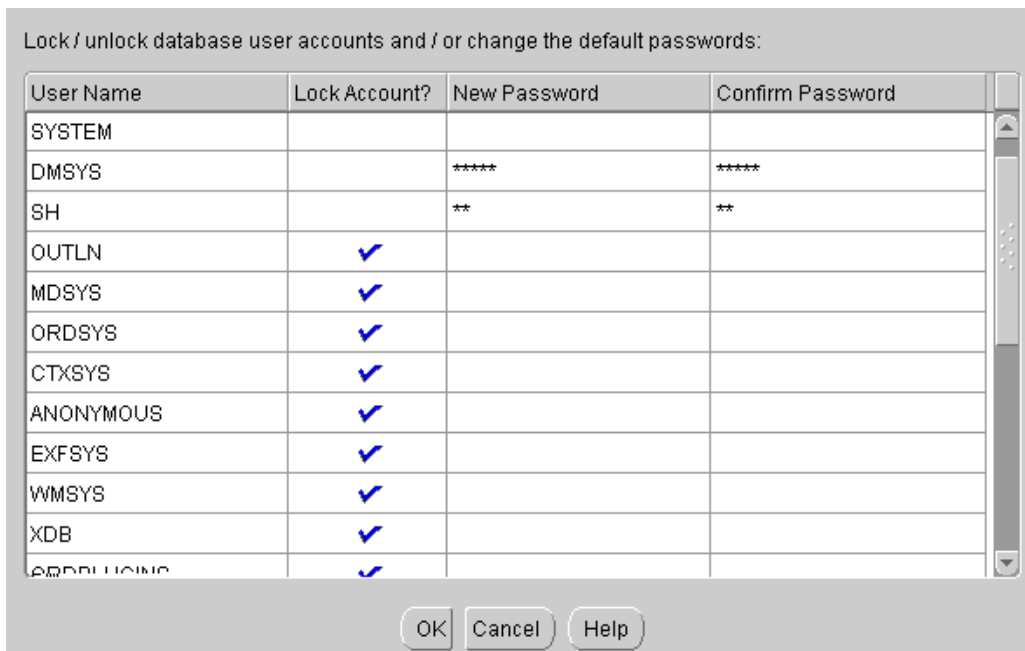 Lock / unlock database user accounts and / or change the default passwords:
User Name Lock Account? New Password Confirm Password
SYSTEM
DMSYS ***** *****
SH ** **
OUTLN
MDSYS
ORDSYS
CTXSYS
ANONYMOUS
EXFSYS
WMSYS
XDB
OK Cancel Help